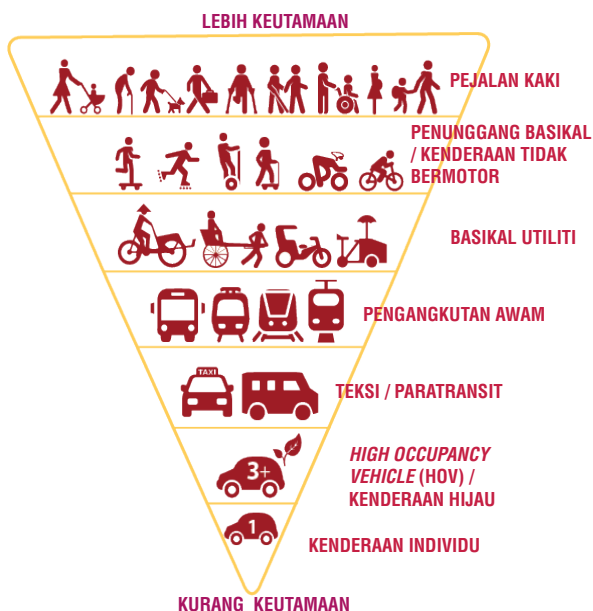 LEBIH KEUTAMAAN
PEJALAN KAKI
PENUNGGANG BASIKAL
/ KENDERAAN TIDAK
BERMOTOR
BASIKAL UTILITI
PENGANGKUTAN AWAM
TAXI
TEKSI / PARATRANSIT
3+
HIGH OCCUPANCY
VEHICLE (HOV) /
KENDERAAN HIJAU
1
KENDERAAN INDIVIDU
KURANG KEUTAMAAN